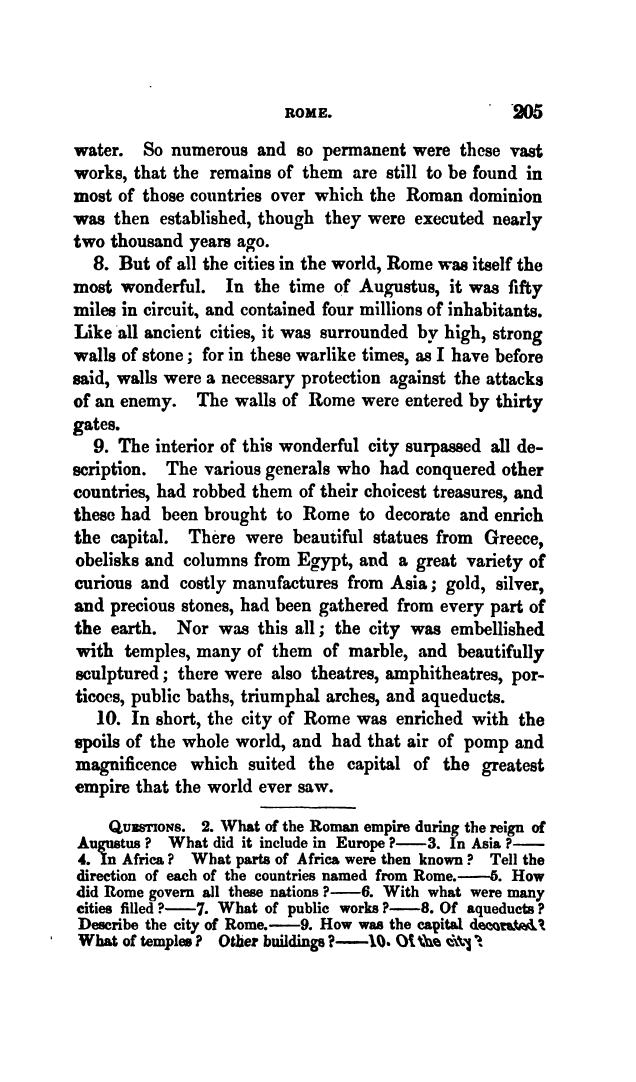 ROME. 205
water. So numerous and so permanent were these vast
works, that the remains of them are still to be found in
most of those countries over which the Roman dominion
was then established, though they were executed nearly
two thousand years ago.
8. But of all the cities in the world, Rome was itself the
most wonderful. In the time of Augustus, it was fifty
miles in circuit, and contained four millions of inhabitants.
Like all ancient cities, it was surrounded by high, strong
walls of stone; for in these warlike times, as I have before
said, walls were a necessary protection against the attacks
of an enemy. The walls of Rome were entered by thirty
gates.
9. The interior of this wonderful city surpassed all de-
scription. The various generals who had conquered other
countries, had robbed them of their choicest treasures, and
these had been brought to Rome to decorate and enrich
the capital. There were beautiful statues from Greece,
obelisks and columns from Egypt, and a great variety of
curious and costly manufactures from Asia; gold, silver,
and precious stones, had been gathered from every part of
the earth. Nor was this all; the city was embellished
with temples, many of them of marble, and beautifully
sculptured; there were also theatres, amphitheatres, por-
ticoes, public baths, triumphal arches, and aqueducts.
10. In short, the city of Rome was enriched with the
spoils of the whole world, and had that air of pomp and
magnificence which suited the capital of the greatest
empire that the world ever saw.
QUESTIONS. 2. What of the Roman empire during the reign of
Augustus? What did it include in Europe?—3. In Asia?—
4. In Africa? What parts of Africa were then known? Tell the
direction of each of the countries named from Rome.—5. How
did Rome govern all these nations?—6. With what were many
cities filled?—7. What of public works?—8. Of aqueducts?
Describe the city of Rome.—9. How was the capital decorated?
What of temples? Other buildings?—10. Of the city?